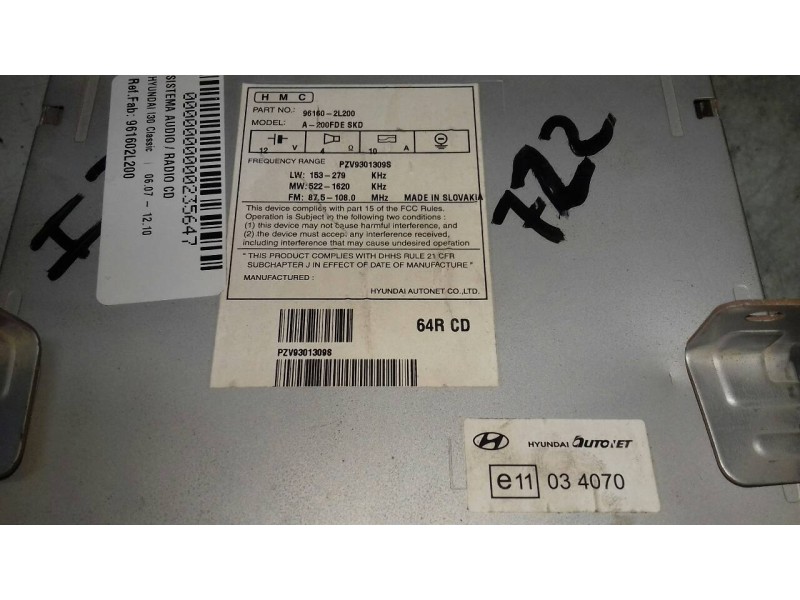 0000000000235647
SISTEMA AUDIO / RADIO CD
HYUNDAI I30 Classic | 06.07 - 12.10
Ref.Fab: 961602L200
H M C
PART NO.: 96160-2L200
MODEL: A-200FDE SKD
12 V 4 Ω 10 A
FREQUENCY RANGE PZV9301309S
LW: 153-279 KHz
MW: 522-1620 KHz
FM: 87.5-108.0 MHz MADE IN SLOVAKIA
This device complies with part 15 of the FCC Rules.
Operation is Subject in the following two conditions :
(1) this device may not cause harmful interference, and
(2) the device must accept any interference received,
including interference that may cause undesired operation
" THIS PRODUCT COMPLIES WITH DHHS RULE 21 CFR
SUBCHAPTER J IN EFFECT OF DATE OF MANUFACTURE "
MANUFACTURED :
HYUNDAI AUTONET CO.,LTD.
64R CD
PZV9301309S
722
HYUNDAI AUTONET
e11 03 4070